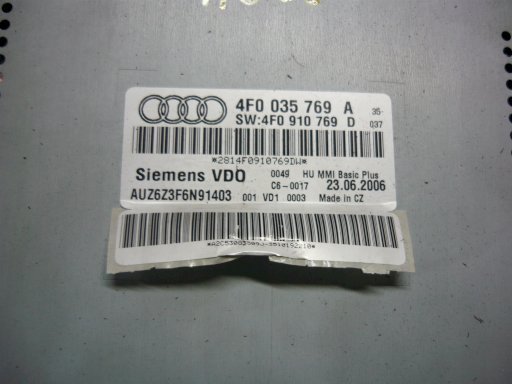 4F0 035 769 A 35-
SW:4F0 910 769 D 037
*2814F0910769DW*
Siemens VDO 0049 HU MMI Basic Plus
C6-0017 23.06.2006
AUZ6Z3F6N91403 001 VD1 0003 Made in CZ